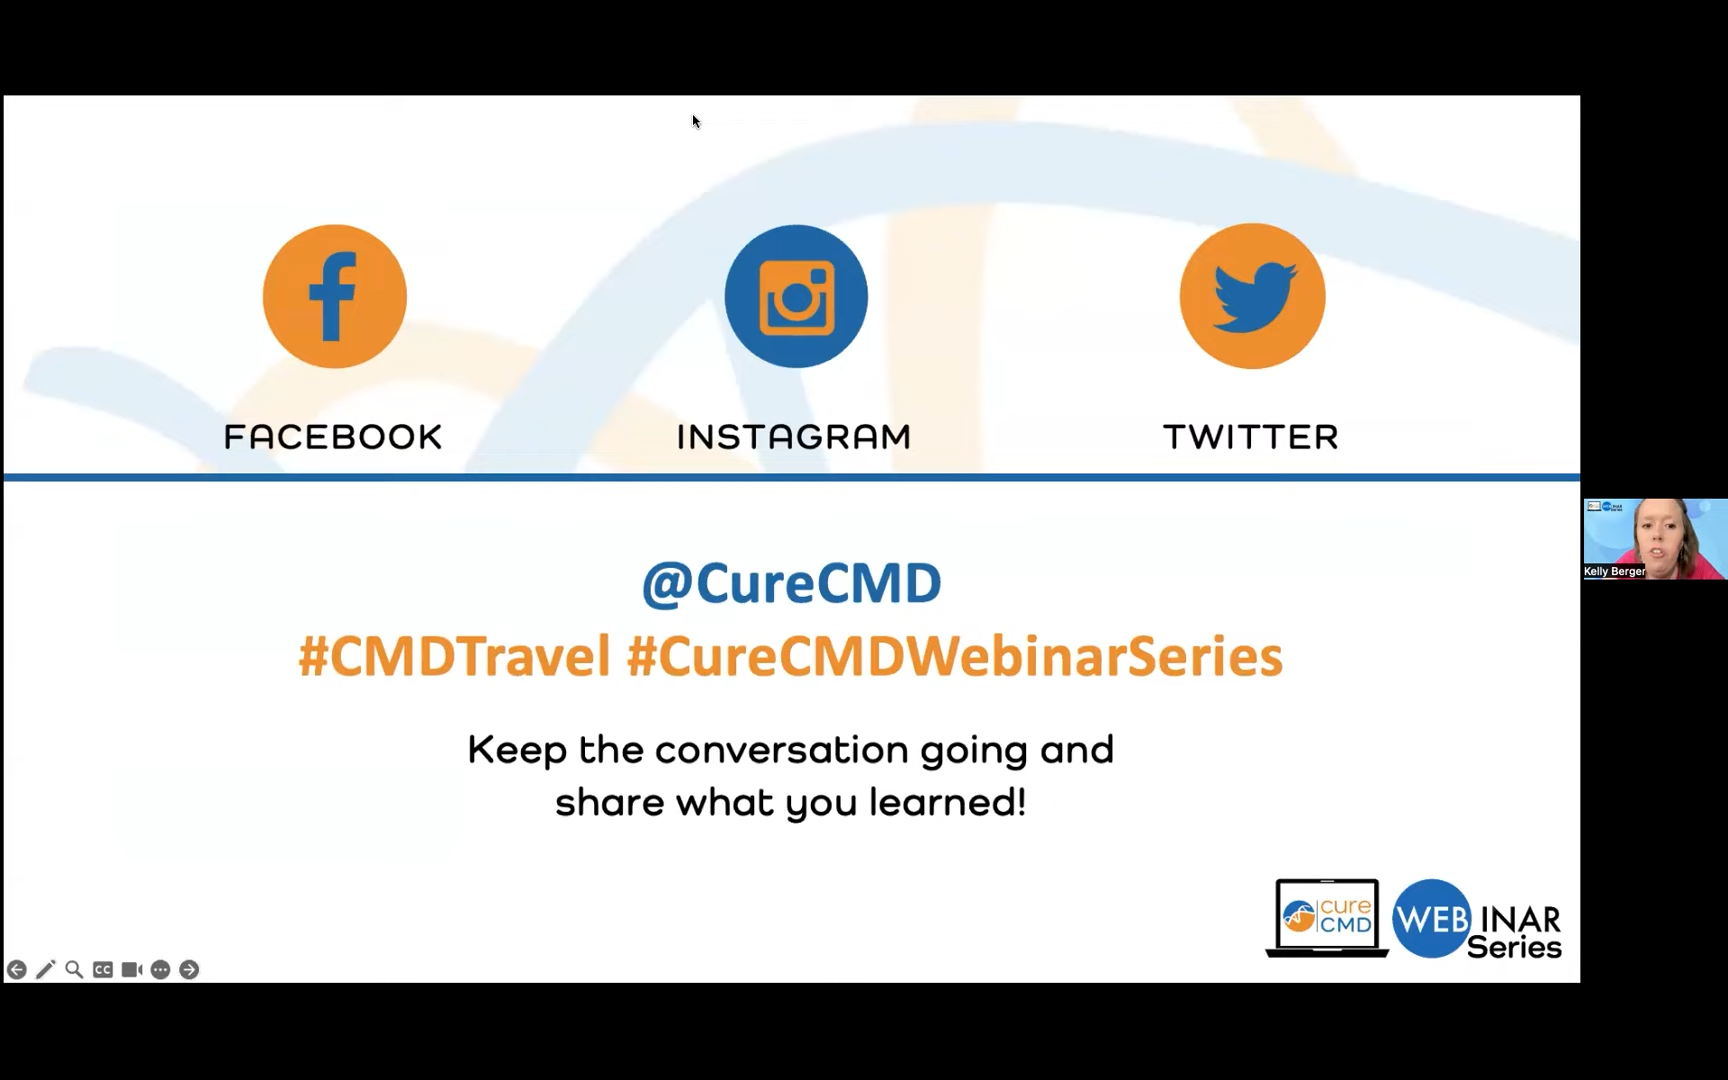 FACEBOOK
INSTAGRAM
TWITTER
@CureCMD
#CMDTravel #CureCMDWebinarSeries
Keep the conversation going and
share what you learned!
cure
CMD
WEBINAR
Series
CC
Kelly Berger